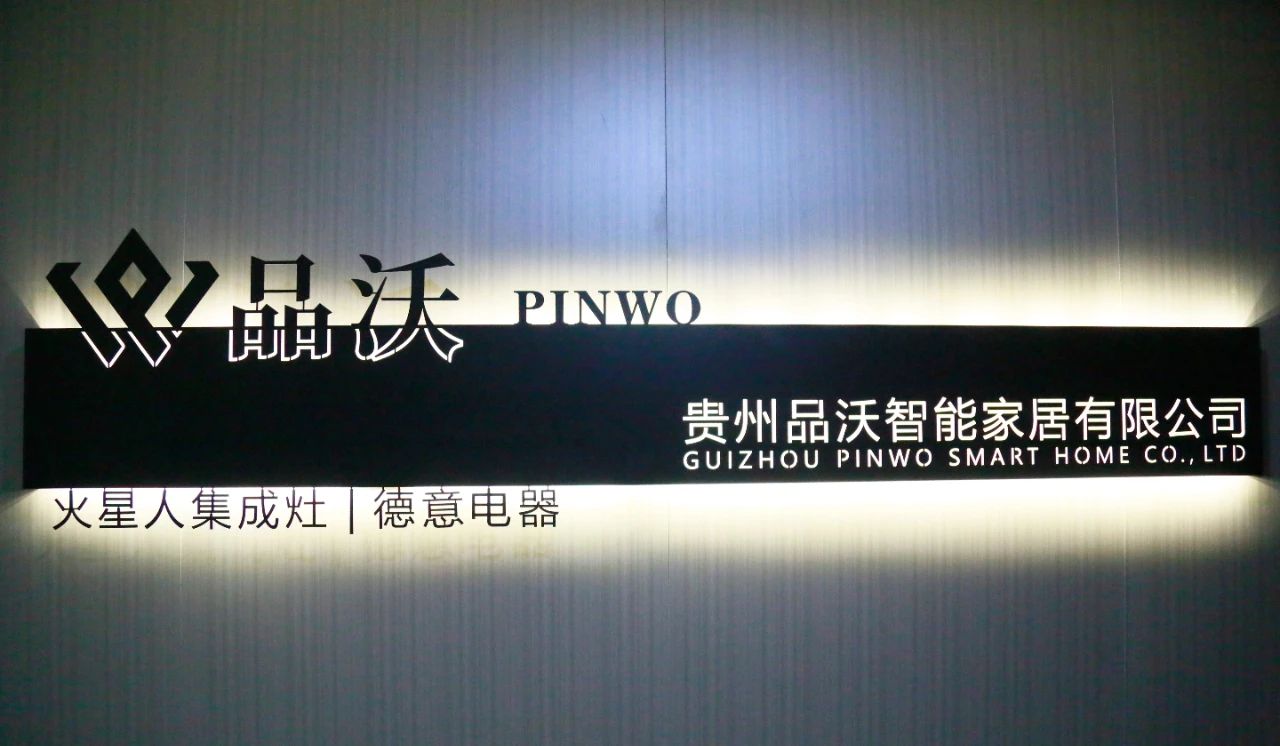 品沃 PINWO
贵州品沃智能家居有限公司
GUIZHOU PINWO SMART HOME CO., LTD
火星人集成灶 | 德意电器